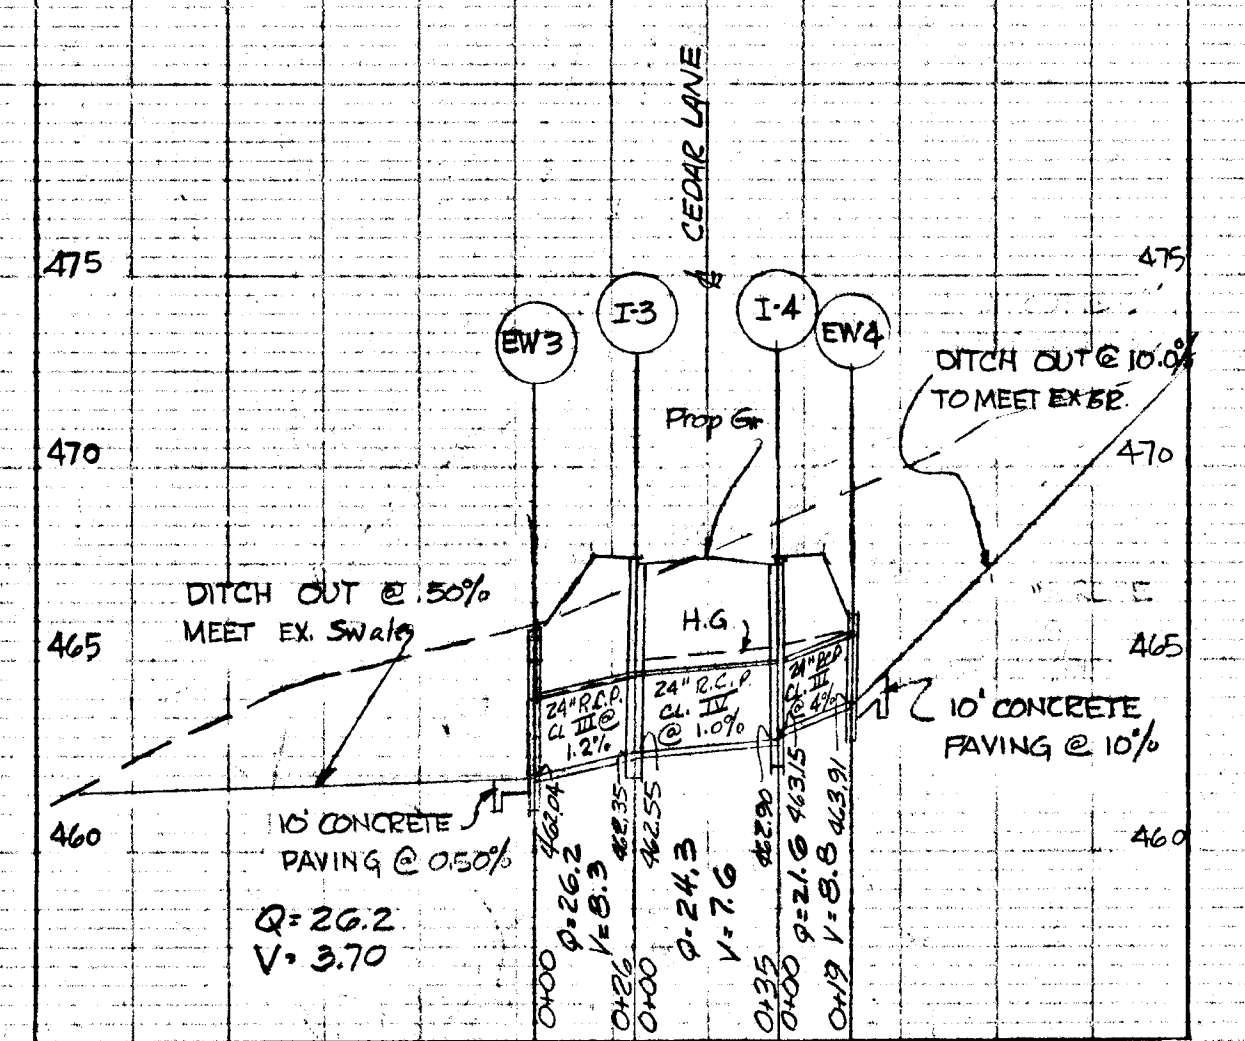 ℄ CEDAR LANE
475
475
EW3
I-3
I-4
EW4
DITCH OUT @ 10.0%
TO MEET EX GR.
Prop Gr
470
470
DITCH OUT @ .50%
MEET EX. Swale
H.G
465
465
24" R.C.P.
CL. III @
1.2%
24" R.C.P.
CL. IV
@ 1.0%
24" RCP
CL. III
@ 4%
10' CONCRETE
PAVING @ 10%
10' CONCRETE
PAVING @ 0.50%
460
460
Q=26.2
V=3.70
462.04
Q=26.2
V=8.3
462.35
462.55
Q=24.3
V=7.6
462.90
463.15
Q=21.6
V=8.8
463.91
0+00
0+26
0+00
0+35
0+00
0+19